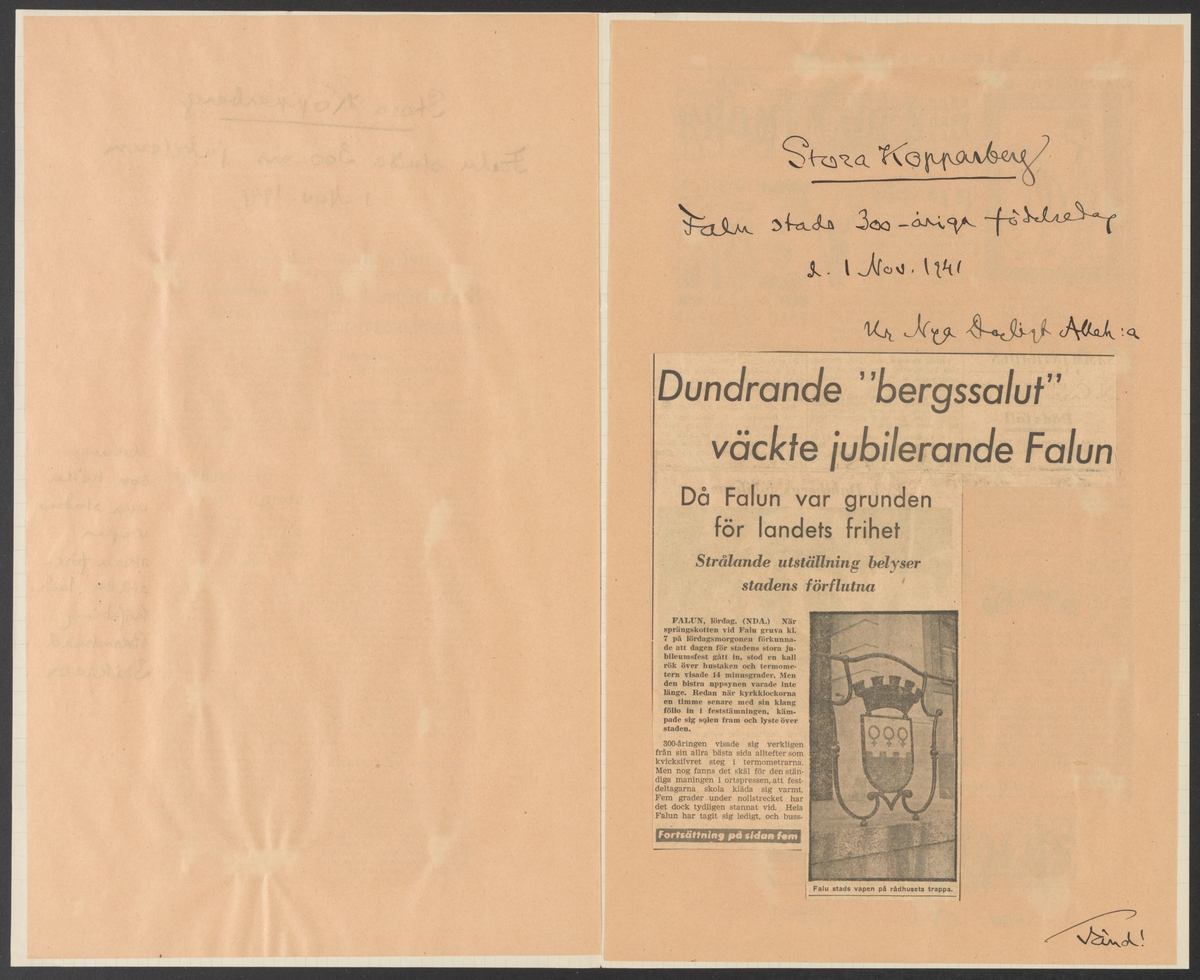 Stora Kopparberg
Falu stads 300-åriga födelsedag
d. 1 Nov. 1941
Ur Nya Dagligt Alleh:a
Dundrande "bergssalut"
väckte jubilerande Falun
Då Falun var grunden
för landets frihet
Strålande utställning belyser
stadens förflutna
FALUN, lördag. (NDA.) När
sprängskotten vid Falu gruva kl.
7 på lördagsmorgonen förkunna-
de att dagen för stadens stora ju-
bileumsfest gått in, stod en kall
rök över hustaken och termome-
tern visade 14 minusgrader. Men
den bistra uppsynen varade inte
länge. Redan när kyrkklockorna
en timme senare med sin klang
föllo in i feststämningen, käm-
pade sig solen fram och lyste över
staden.
300-åringen visade sig verkligen
från sin allra bästa sida alltefter som
kvicksilvret steg i termometrarna.
Men nog fanns det skäl för den stän-
diga maningen i ortspressen, att fest-
deltagarna skola kläda sig varmt.
Fem grader under nollstrecket har
det dock tydligen stannat vid. Hela
Falun har tagit sig ledigt, och buss-
Fortsättning på sidan fem
Falu stads vapen på rådhusets trappa.
Vänd!